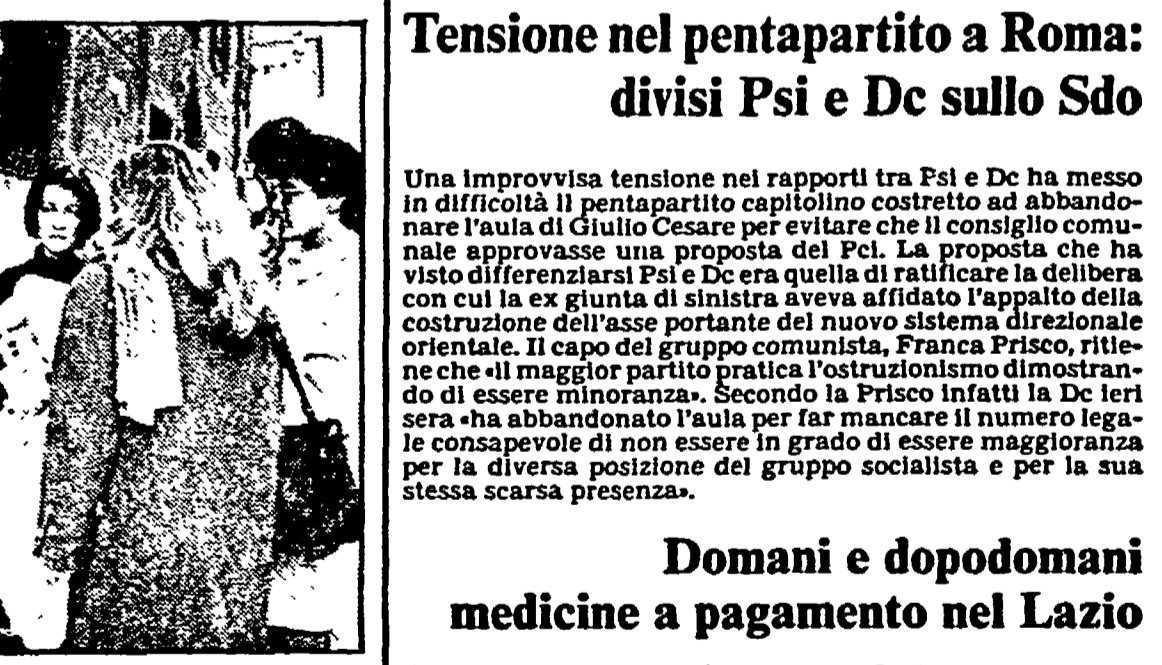 Tensione nel pentapartito a Roma:
divisi Psi e Dc sullo Sdo
Una improvvisa tensione nei rapporti tra Psi e Dc ha messo
in difficoltà il pentapartito capitolino costretto ad abbando-
nare l'aula di Giulio Cesare per evitare che il consiglio comu-
nale approvasse una proposta del Pci. La proposta che ha
visto differenziarsi Psi e Dc era quella di ratificare la delibera
con cui la ex giunta di sinistra aveva affidato l'appalto della
costruzione dell'asse portante del nuovo sistema direzionale
orientale. Il capo del gruppo comunista, Franca Prisco, ritie-
ne che «il maggior partito pratica l'ostruzionismo dimostran-
do di essere minoranza». Secondo la Prisco infatti la Dc ieri
sera «ha abbandonato l'aula per far mancare il numero lega-
le consapevole di non essere in grado di essere maggioranza
per la diversa posizione del gruppo socialista e per la sua
stessa scarsa presenza».
Domani e dopodomani
medicine a pagamento nel Lazio